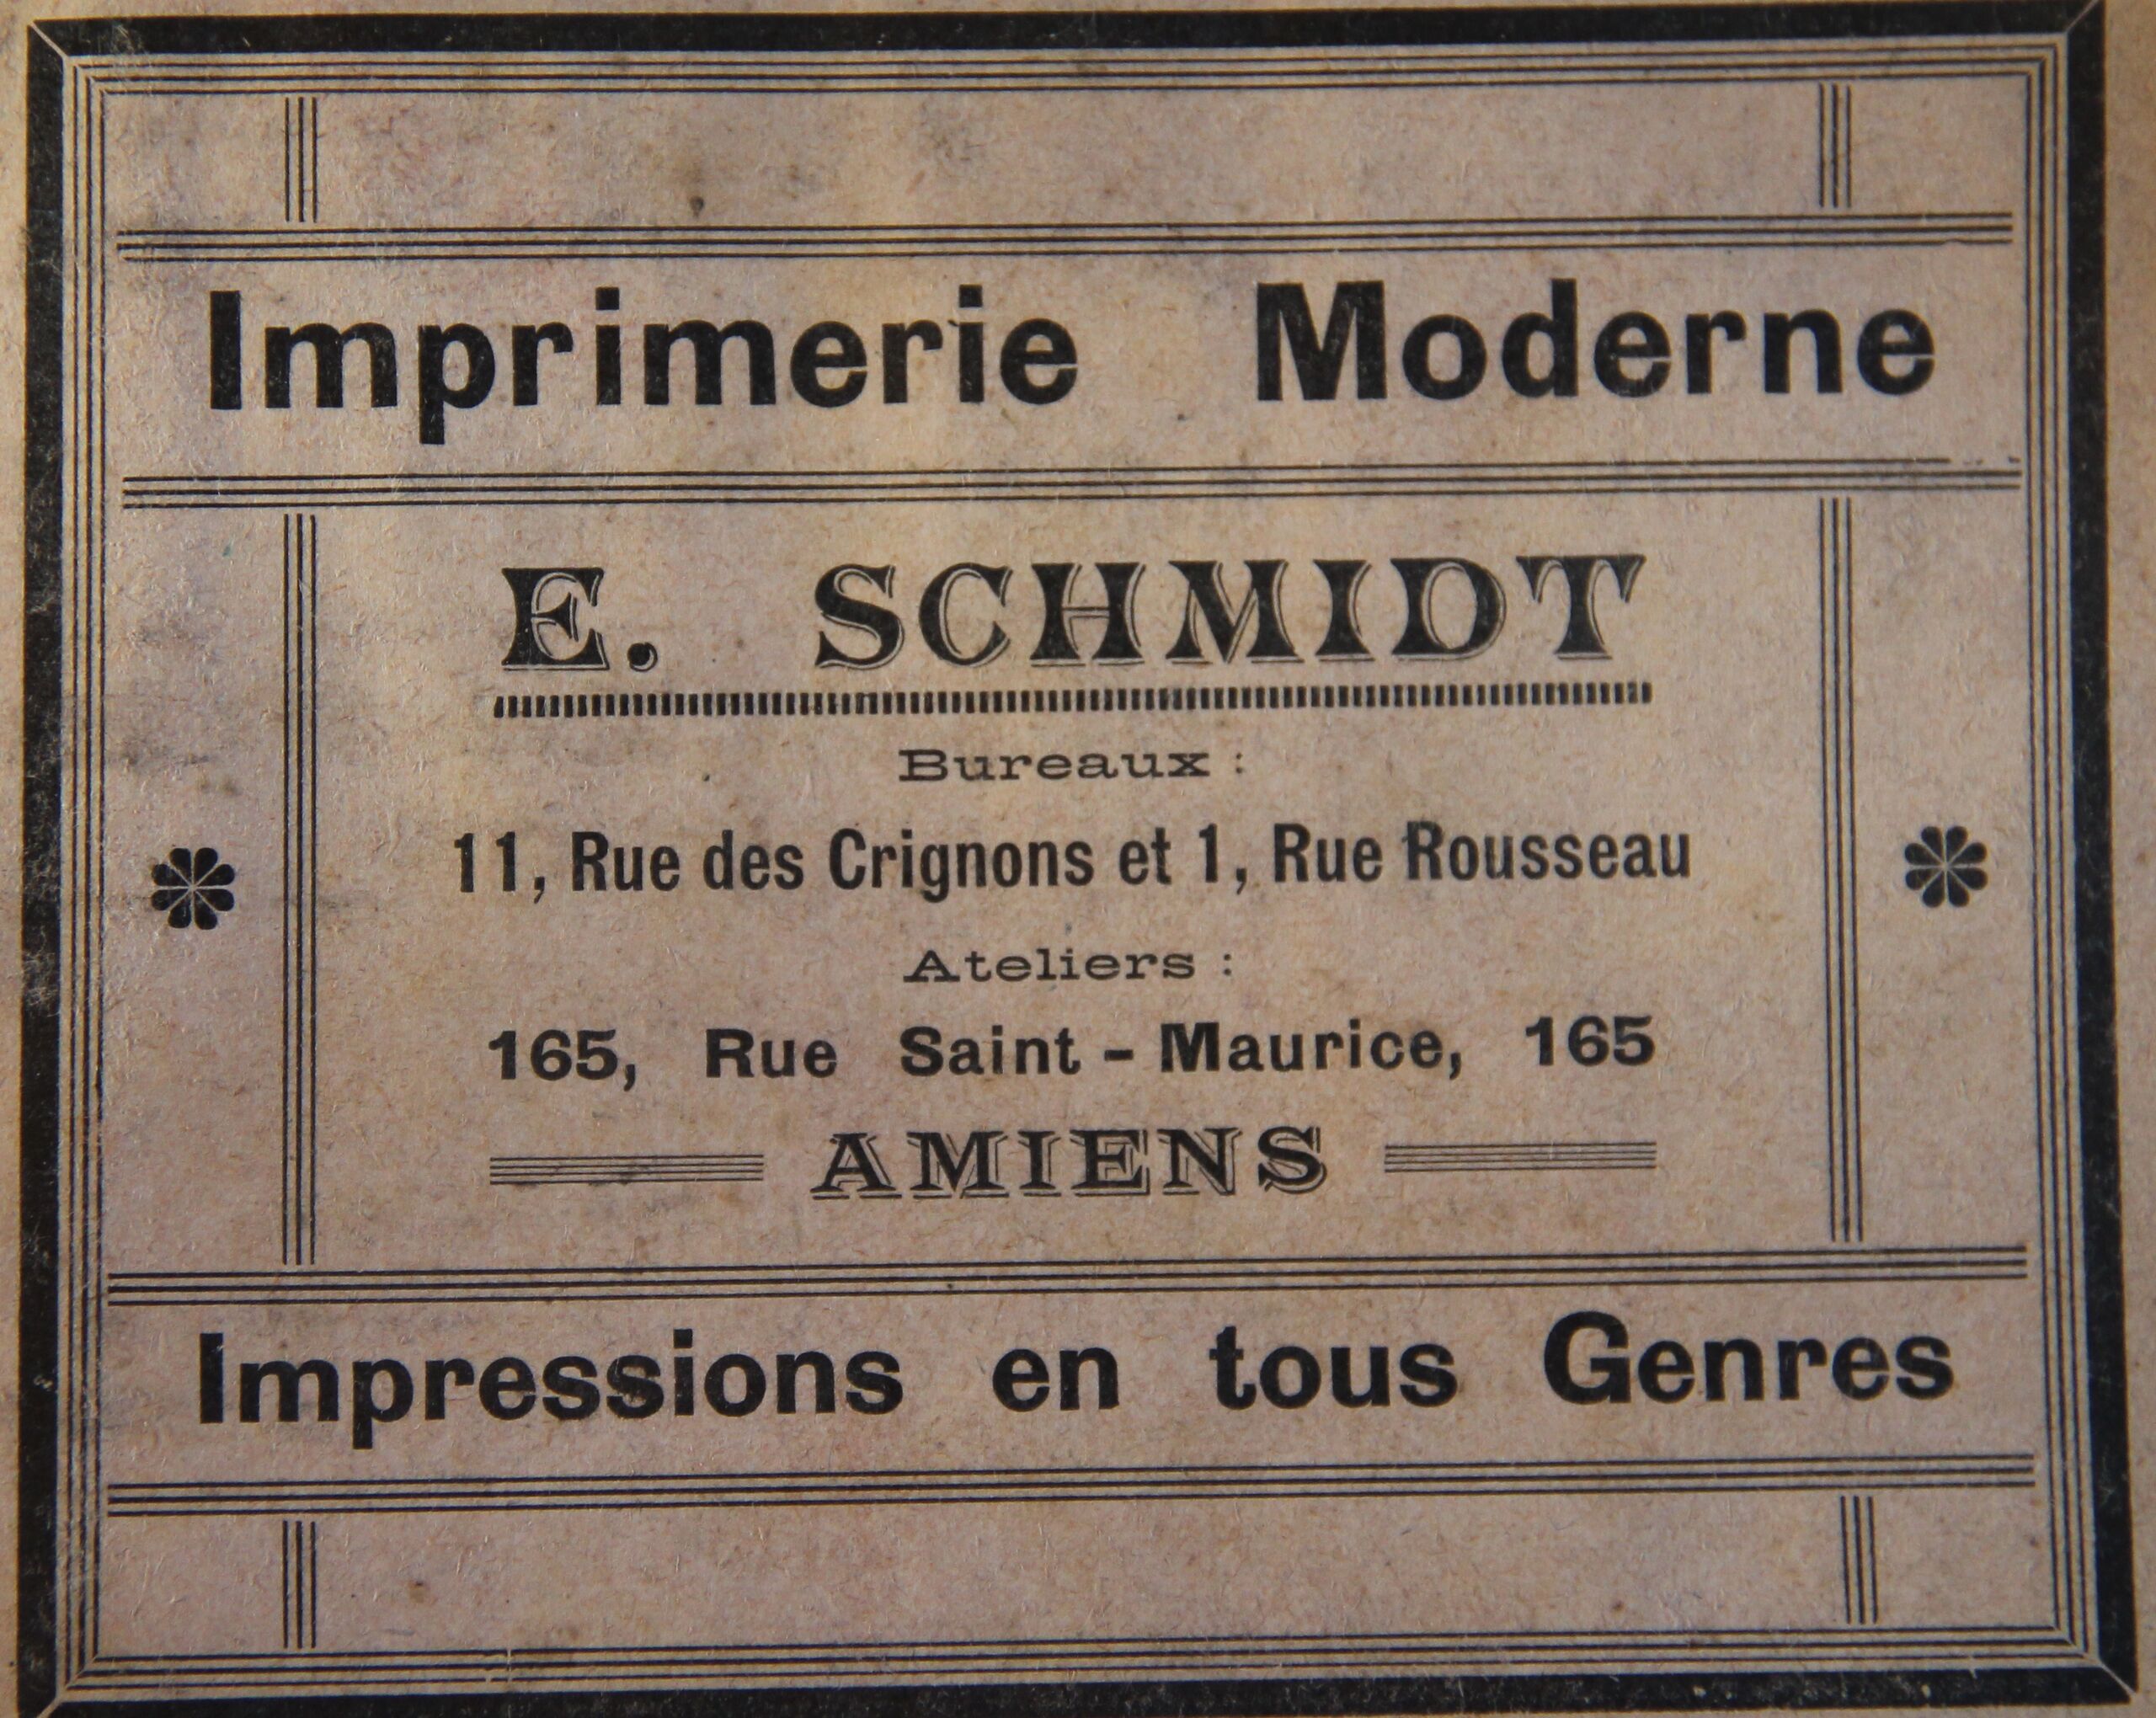 Imprimerie Moderne
E. SCHMIDT
Bureaux :
11, Rue des Crignons et 1, Rue Rousseau
Ateliers :
165, Rue Saint-Maurice, 165
AMIENS
Impressions en tous Genres